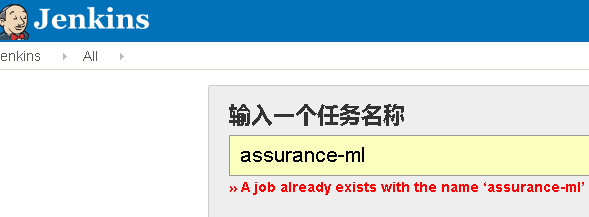 Jenkins
enkins
All
输入一个任务名称
assurance-ml
» A job already exists with the name ‘assurance-ml’